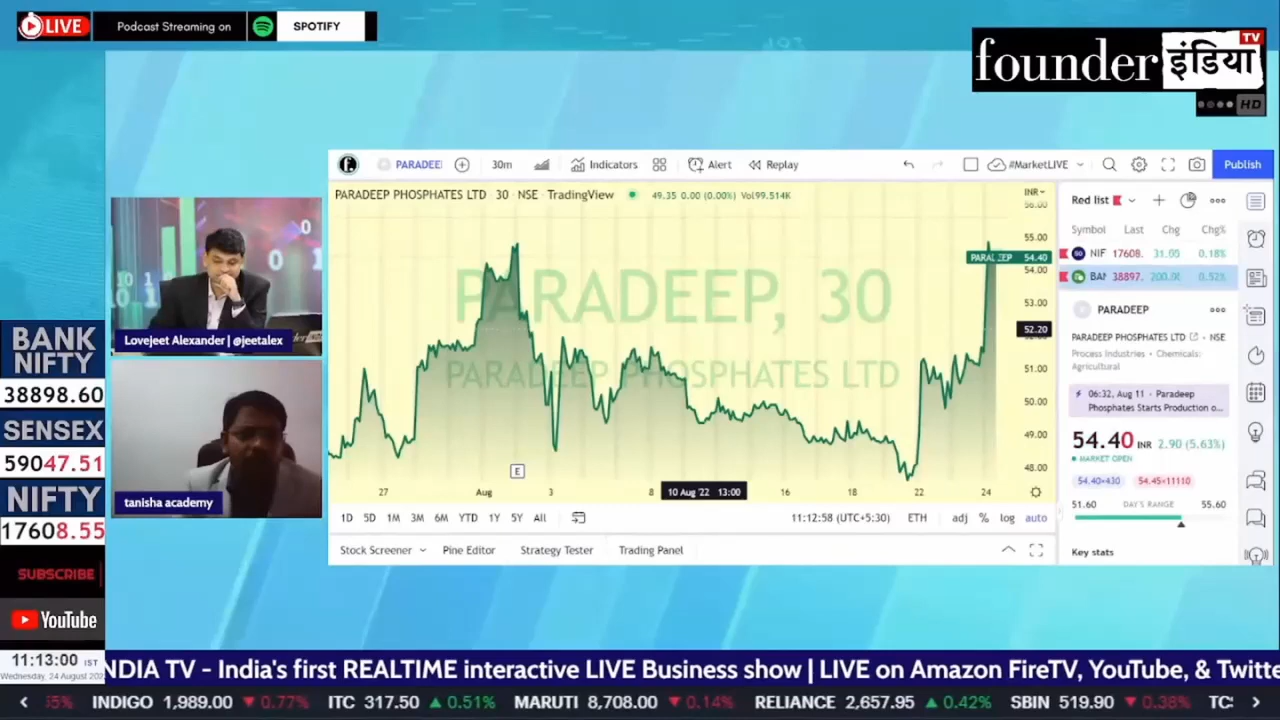 LIVE
Podcast Streaming on
SPOTIFY
founder इंडिया TV
HD
PARADEE
30m
Indicators
Alert
Replay
#MarketLIVE
Publish
PARADEEP PHOSPHATES LTD · 30 · NSE · TradingView
49.35 0.00 (0.00%) Vol99.514K
INR
56.00
55.00
54.40
54.00
53.00
52.20
51.00
50.00
49.00
48.00
PARADEEP, 30
PARADEEP PHOSPHATES LTD
E
27
Aug
3
8
10 Aug '22 13:00
16
18
22
24
1D 5D 1M 3M 6M YTD 1Y 5Y All
11:12:58 (UTC+5:30)
ETH
adj % log auto
Stock Screener
Pine Editor
Strategy Tester
Trading Panel
Red list
Symbol Last Chg Chg%
NIF 17608. 31.05 0.18%
BAN 38897. 200.00 0.52%
PARADEEP
PARADEEP PHOSPHATES LTD · NSE
Process Industries · Chemicals:
Agricultural
06:32, Aug 11 · Paradeep
Phosphates Starts Production o...
54.40 INR 2.90 (5.63%)
MARKET OPEN
54.40×430 54.45×11110
51.60 DAY'S RANGE 55.60
Key stats
Lovejeet Alexander | @jeetalex
tanisha academy
BANK
NIFTY
38898.60
SENSEX
59047.51
NIFTY
17608.55
SUBSCRIBE
YouTube
11:13:00 IST
Wednesday, 24 August 202
NDIA TV - India's first REALTIME interactive LIVE Business show | LIVE on Amazon FireTV, YouTube, & Twitte
INDIGO 1,989.00 ▼ 0.77% ITC 317.50 ▲ 0.51% MARUTI 8,708.00 ▼ 0.14% RELIANCE 2,657.95 ▲ 0.42% SBIN 519.90 ▼ 0.38% TC